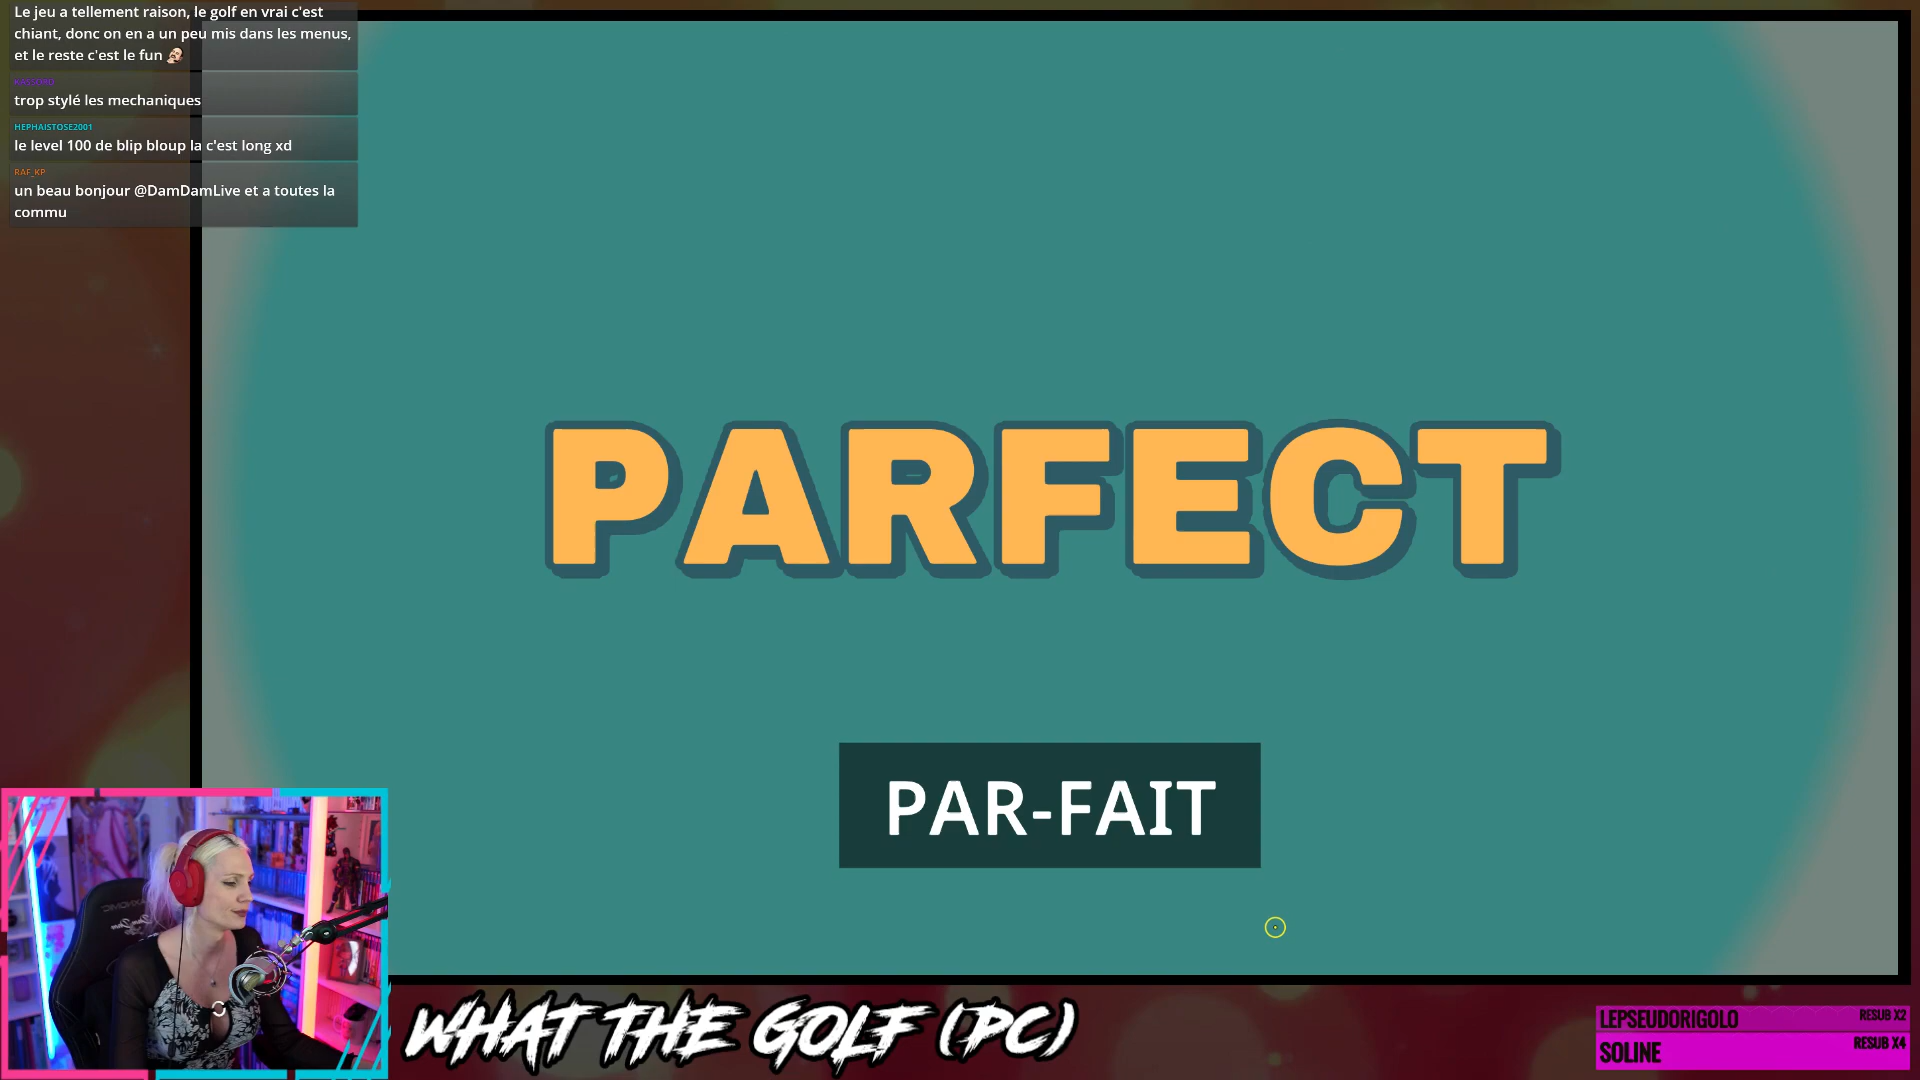 Le jeu a tellement raison, le golf en vrai c'est
chiant, donc on en a un peu mis dans les menus,
et le reste c'est le fun
trop stylé les mechaniques
HEPHAISTOSE2001
le level 100 de blip bloup la c'est long xd
RAF_KP
un beau bonjour @DamDamLive et a toutes la
commu
PARFECT
PAR-FAIT
WHAT THE GOLF (PC)
LEPSEUDORIGOLO RESUB X2
SOLINE RESUB X4